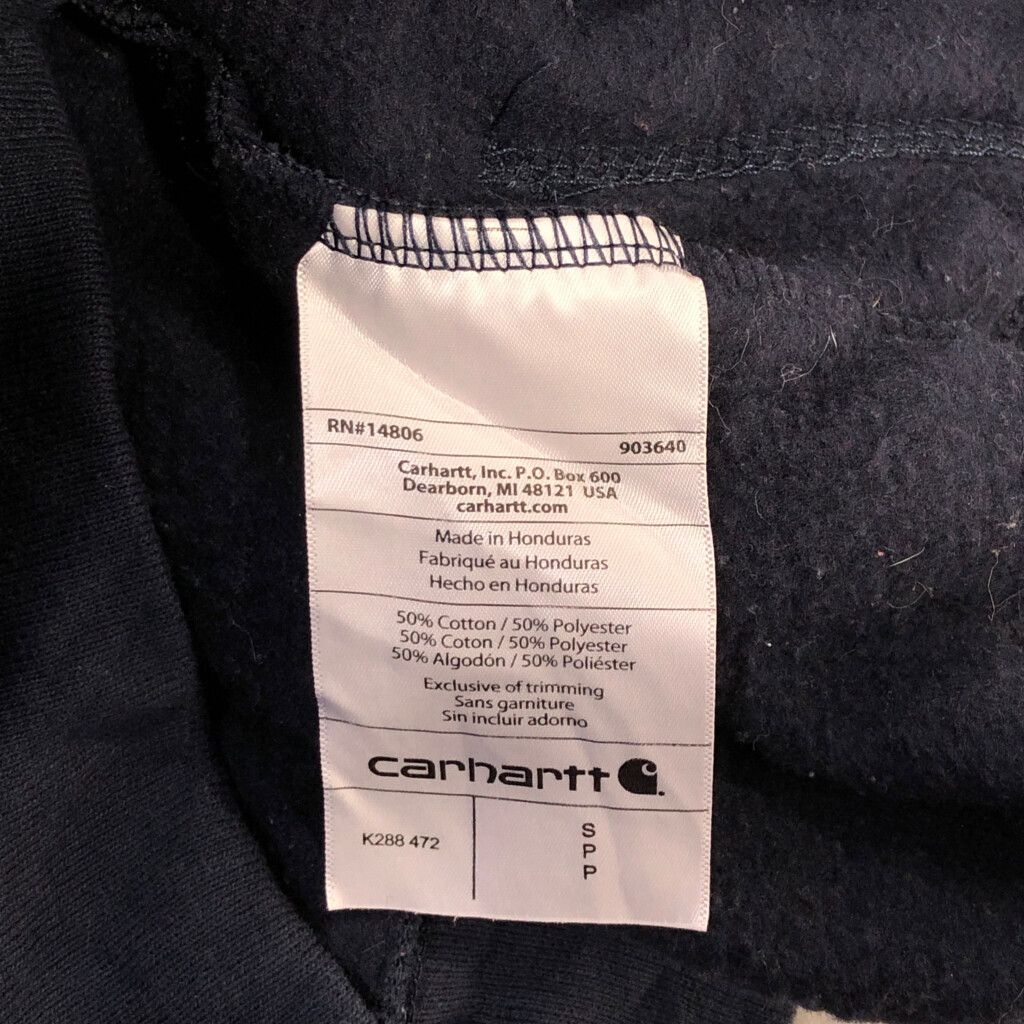 RN#14806
903640
Carhartt, Inc. P.O. Box 600
Dearborn, MI 48121 USA
carhartt.com
Made in Honduras
Fabriqué au Honduras
Hecho en Honduras
50% Cotton / 50% Polyester
50% Coton / 50% Polyester
50% Algodón / 50% Poliéster
Exclusive of trimming
Sans garniture
Sin incluir adorno
carhartt
K288 472
S
P
P